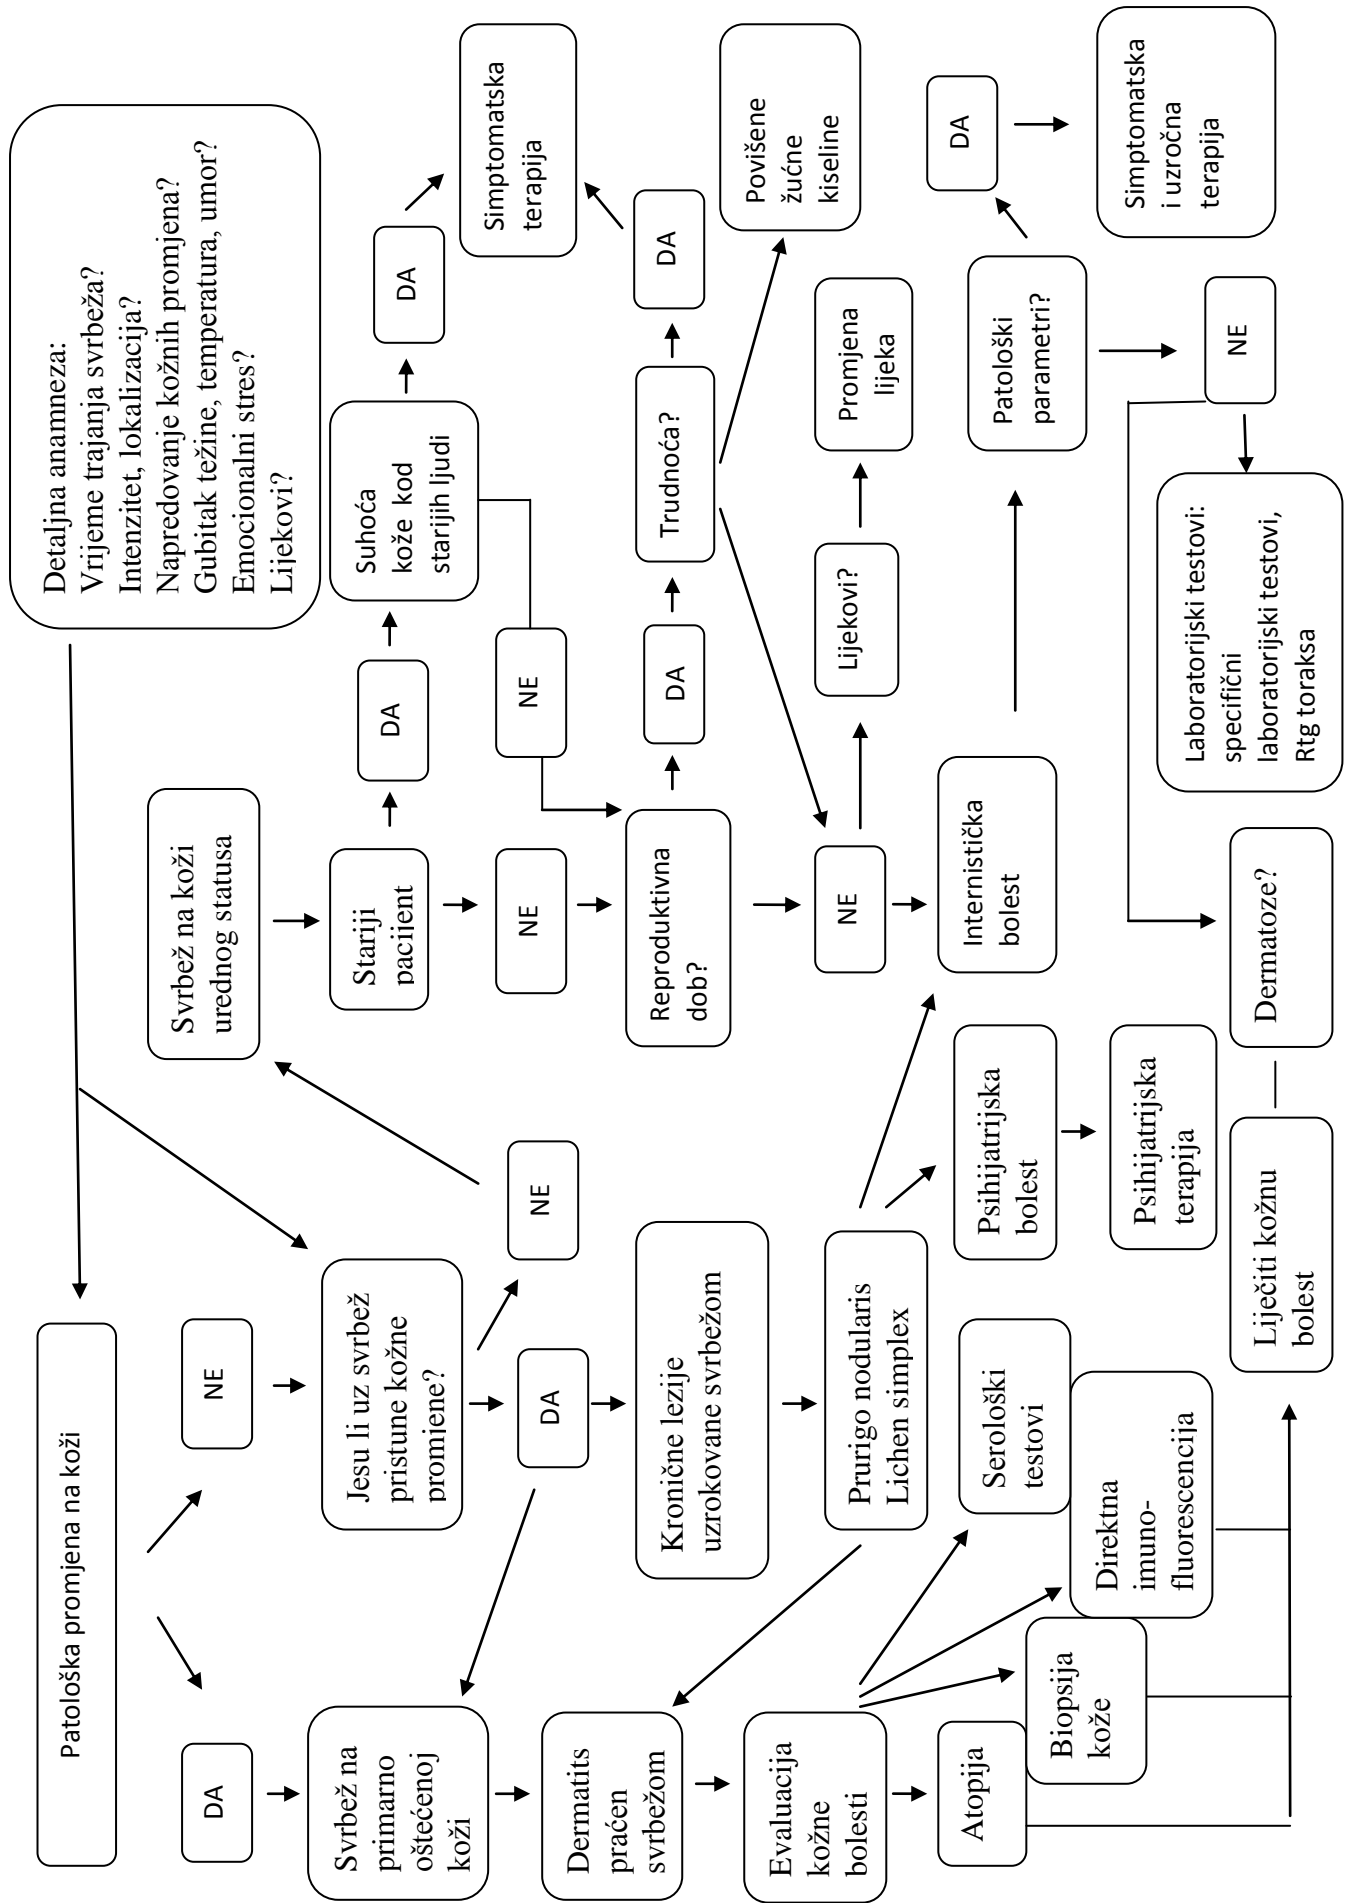 Patološka promjena na koži
Detaljna anamneza:
Vrijeme trajanja svrbeža?
Intenzitet, lokalizacija?
Napredovanje kožnih promjena?
Gubitak težine, temperatura, umor?
Emocionalni stres?
Lijekovi?
DA
NE
Svrbež na koži
urednog statusa
Svrbež na
primarno
oštećenoj
koži
Jesu li uz svrbež
pristune kožne
promjene?
Stariji
pacijent
DA
Suhoća
kože kod
starijih ljudi
DA
Simptomatska
terapija
DA
NE
NE
NE
Dermatits
praćen
svrbežom
Kronične lezije
uzrokovane svrbežom
Reproduktivna
dob?
DA
Trudnoća?
DA
Povišene
žućne
kiseline
Evaluacija
kožne
bolesti
Prurigo nodularis
Lichen simplex
NE
Lijekovi?
Promjena
lijeka
Atopija
Serološki
testovi
Psihijatrijska
bolest
Internistička
bolest
Patološki
parametri?
DA
Biopsija
kože
Direktna
imuno-
fluorescencija
Psihijatrijska
terapija
Simptomatska
i uzročna
terapija
Laboratorijski testovi:
specifični
laboratorijski testovi,
Rtg toraksa
NE
Liječiti kožnu
bolest
Dermatoze?